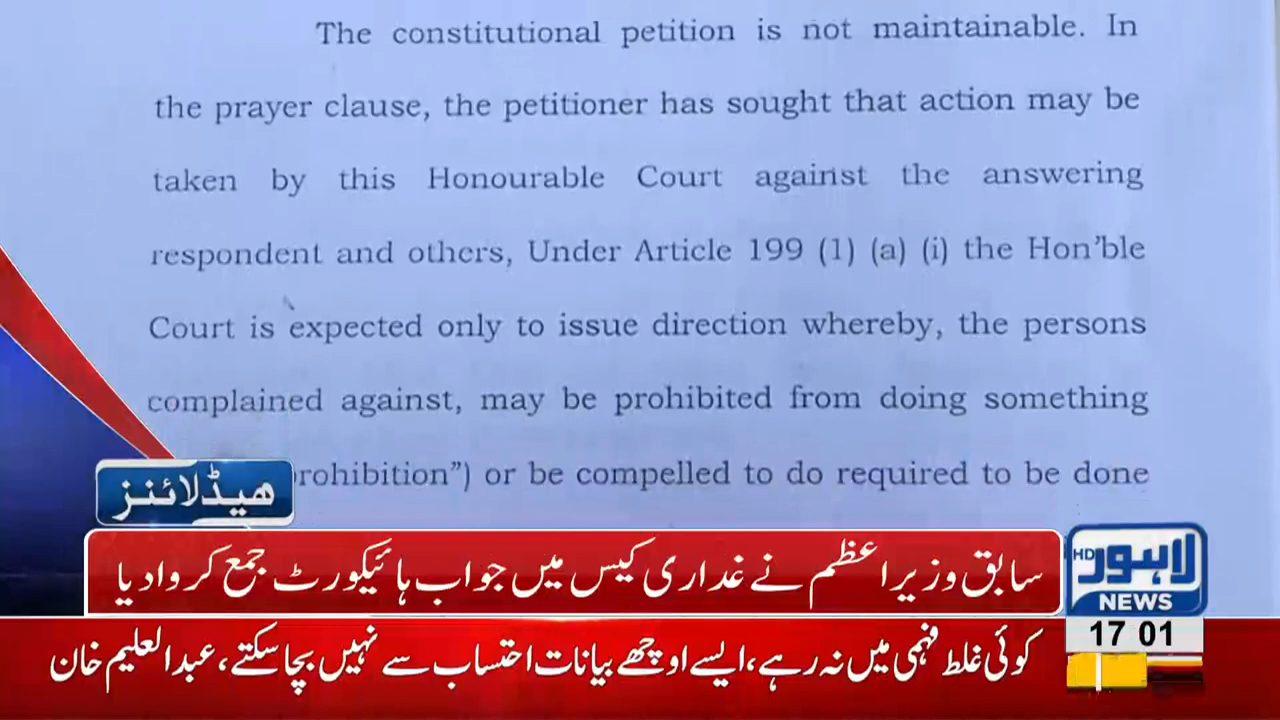 The constitutional petition is not maintainable. In
the prayer clause, the petitioner has sought that action may be
taken by this Honourable Court against the answering
respondent and others, Under Article 199 (1) (a) (i) the Hon'ble
Court is expected only to issue direction whereby, the persons
complained against, may be prohibited from doing something
rohibition") or be compelled to do required to be done
ھیڈلائنز
سابق وزیراعظم نے غداری کیس میں جواب ہائیکورٹ جمع کروادیا
HD لاہور
NEWS
17 01
کوئی غلط فہمی میں نہ رہے، ایسے اوچھے بیانات احتساب سے نہیں بچاسکتے، عبدالعلیم خان